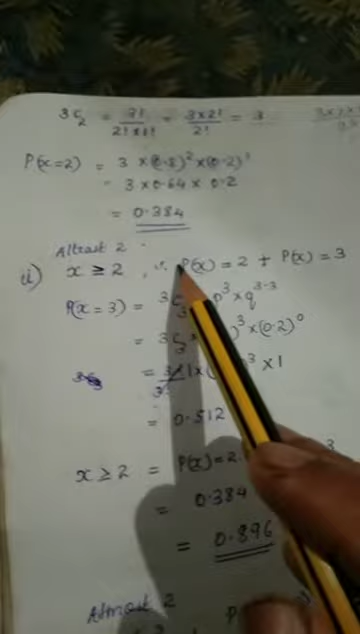 3C₂ = 3! / 2!×1! = 3×2! / 2! = 3
P(x=2) = 3 × (0.8)² × (0.2)¹
= 3 × 0.64 × 0.2
= 0.384
Atleast 2
ii) x ≥ 2, ∴ P(x) = 2 + P(x) = 3
P(x=3) = ³C₃ p³ × q³⁻³
= ³C₃ × )³ × (0.2)⁰
= 1 × ( )³ × 1
= 0.512
x ≥ 2 = P(x) = 2 3
= 0.384
= 0.896
Atmost 2